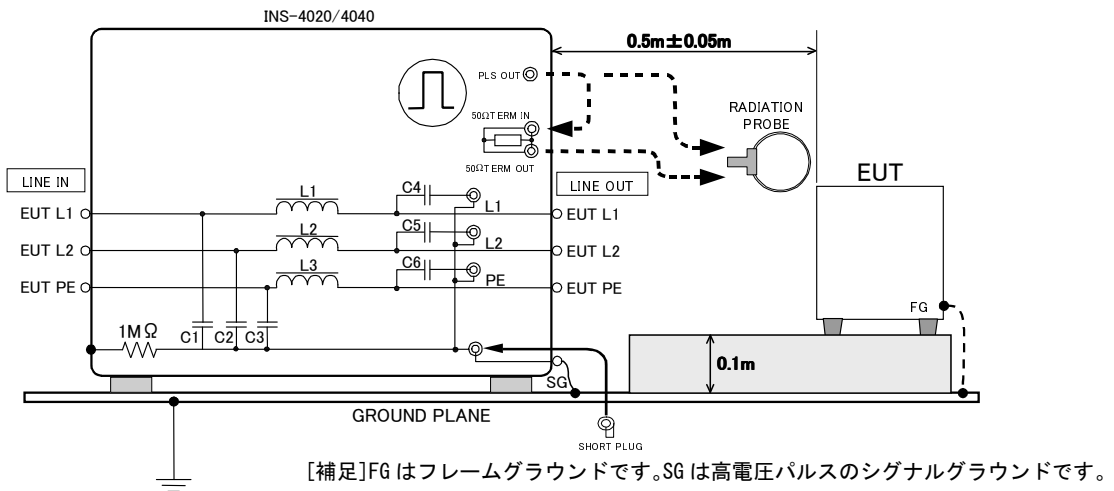 INS-4020/4040
0.5m±0.05m
PLS OUT
RADIATION
PROBE
50ΩTERM IN
50ΩTERM OUT
EUT
LINE IN
LINE OUT
L1
C4
L1
EUT L1
EUT L1
L2
C5
L2
EUT L2
EUT L2
L3
C6
PE
EUT PE
EUT PE
FG
1MΩ
C1
C2
C3
0.1m
SG
GROUND PLANE
SHORT PLUG
[補足]FG はフレームグラウンドです。SG は高電圧パルスのシグナルグラウンドです。